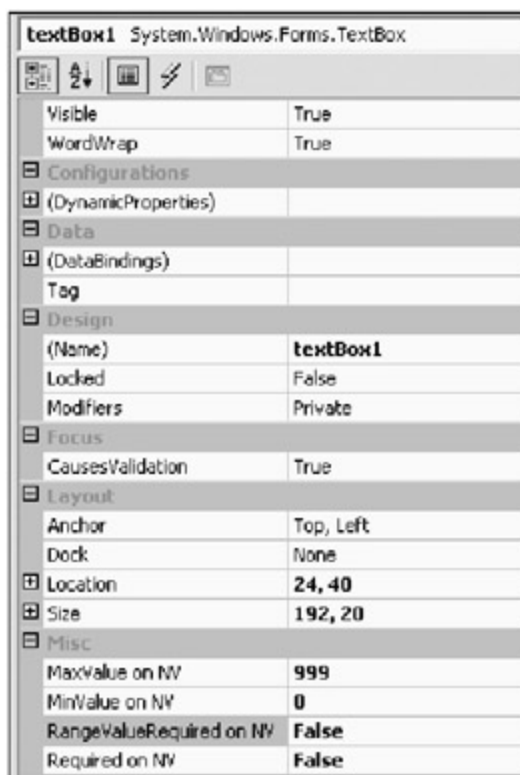 textBox1 System.Windows.Forms.TextBox
Visible True
WordWrap True
Configurations
(DynamicProperties)
Data
(DataBindings)
Tag
Design
(Name) textBox1
Locked False
Modifiers Private
Focus
CausesValidation True
Layout
Anchor Top, Left
Dock None
Location 24, 40
Size 192, 20
Misc
MaxValue on NV 999
MinValue on NV 0
RangeValueRequired on NV False
Required on NV False